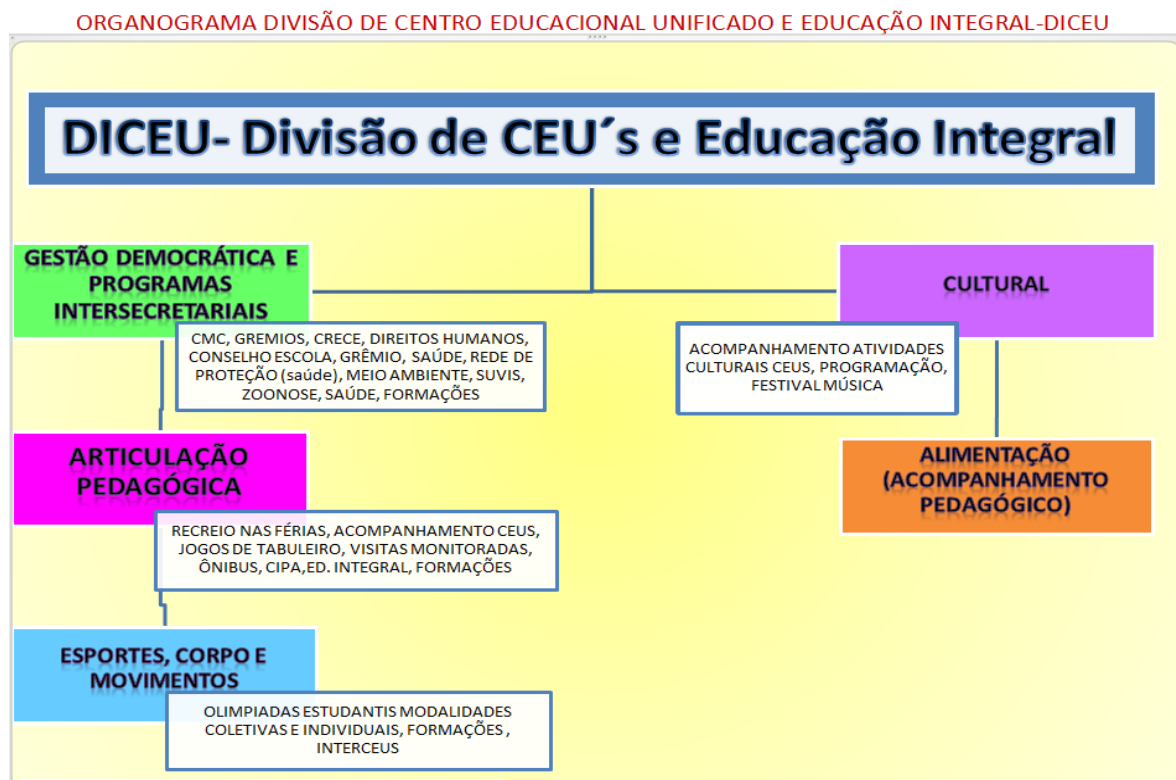 ORGANOGRAMA DIVISÃO DE CENTRO EDUCACIONAL UNIFICADO E EDUCAÇÃO INTEGRAL-DICEU
DICEU- Divisão de CEU´s e Educação Integral
GESTÃO DEMOCRÁTICA E
PROGRAMAS
INTERSECRETARIAIS
CMC, GREMIOS, CRECE, DIREITOS HUMANOS,
CONSELHO ESCOLA, GRÊMIO, SAÚDE, REDE DE
PROTEÇÃO (saúde), MEIO AMBIENTE, SUVIS,
ZOONOSE, SAÚDE, FORMAÇÕES
ARTICULAÇÃO
PEDAGÓGICA
RECREIO NAS FÉRIAS, ACOMPANHAMENTO CEUS,
JOGOS DE TABULEIRO, VISITAS MONITORADAS,
ÔNIBUS, CIPA,ED. INTEGRAL, FORMAÇÕES
ESPORTES, CORPO E
MOVIMENTOS
OLIMPIADAS ESTUDANTIS MODALIDADES
COLETIVAS E INDIVIDUAIS, FORMAÇÕES ,
INTERCEUS
CULTURAL
ACOMPANHAMENTO ATIVIDADES
CULTURAIS CEUS, PROGRAMAÇÃO,
FESTIVAL MÚSICA
ALIMENTAÇÃO
(ACOMPANHAMENTO
PEDAGÓGICO)